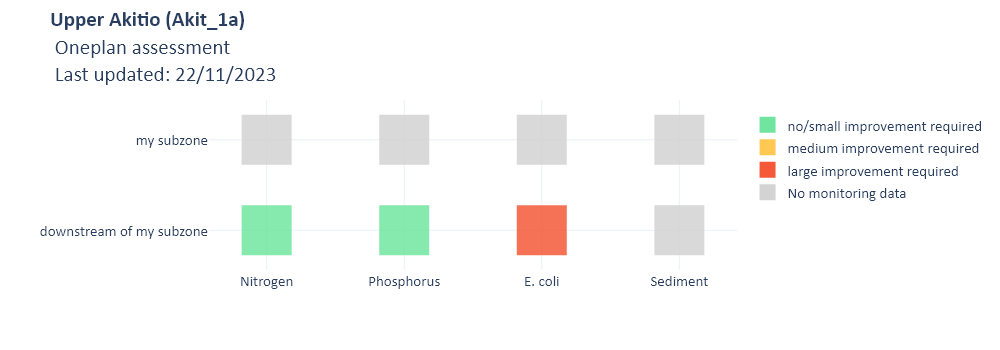 Upper Akitio (Akit_1a)
Oneplan assessment
Last updated: 22/11/2023
my subzone
downstream of my subzone
Nitrogen
Phosphorus
E. coli
Sediment
no/small improvement required
medium improvement required
large improvement required
No monitoring data